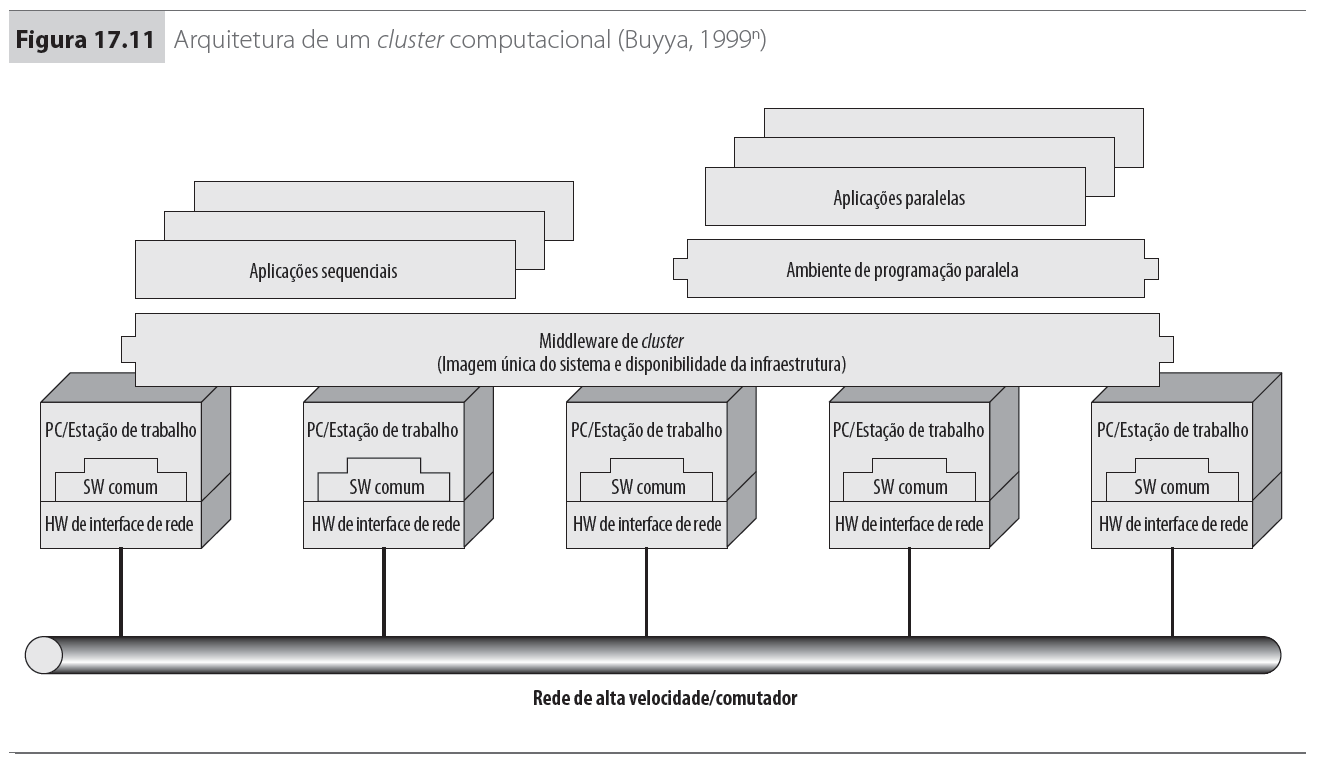 Figura 17.11 Arquitetura de um cluster computacional (Buyya, 1999ⁿ)
Aplicações paralelas
Aplicações sequenciais
Ambiente de programação paralela
Middleware de cluster
(Imagem única do sistema e disponibilidade da infraestrutura)
PC/Estação de trabalho PC/Estação de trabalho PC/Estação de trabalho PC/Estação de trabalho PC/Estação de trabalho
SW comum SW comum SW comum SW comum SW comum
HW de interface de rede HW de interface de rede HW de interface de rede HW de interface de rede HW de interface de rede
Rede de alta velocidade/comutador